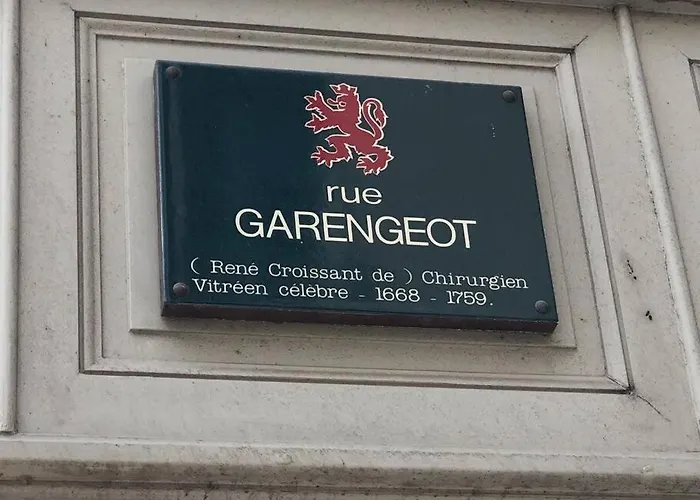 rue
GARENGEOT
( René Croissant de ) Chirurgien
Vitréen célèbre - 1668 - 1759.